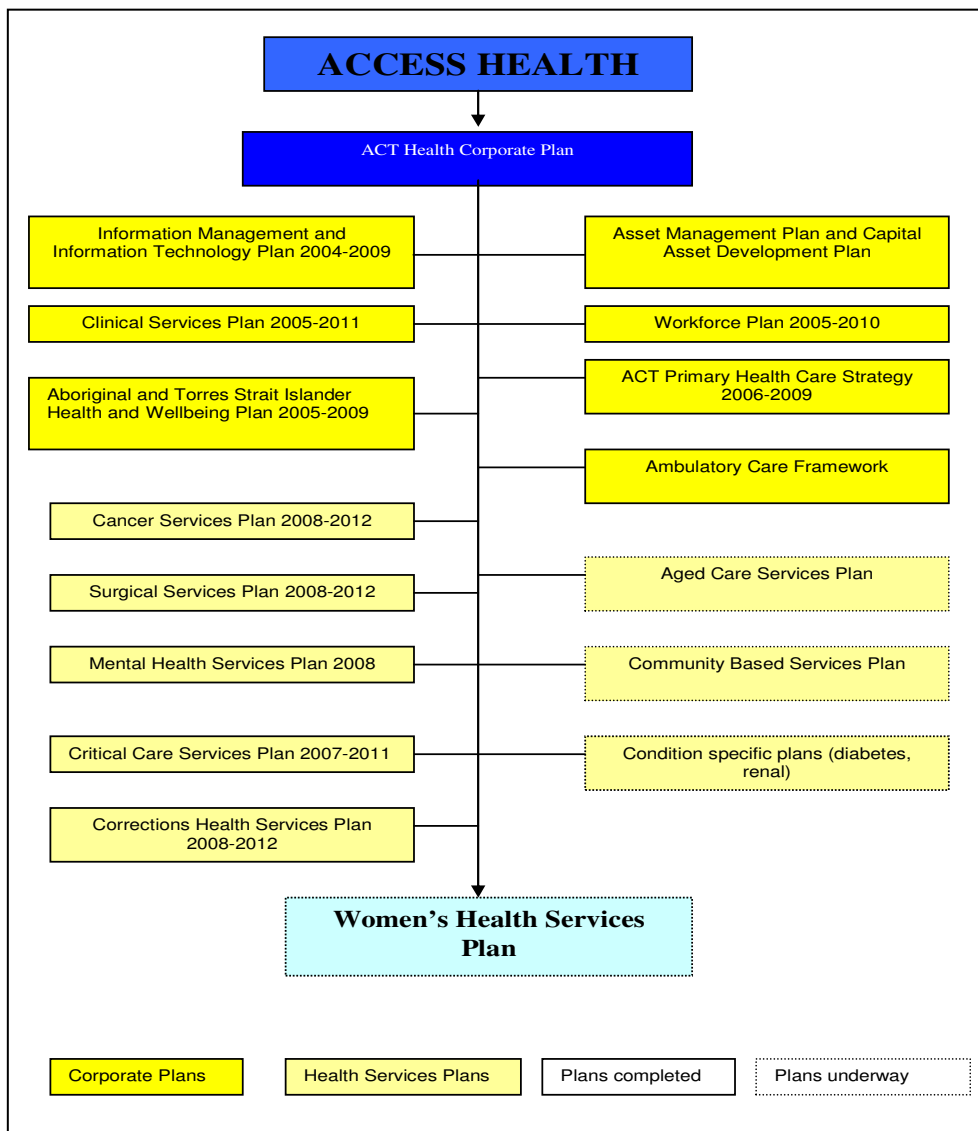 ACCESS HEALTH
ACT Health Corporate Plan
Information Management and
Information Technology Plan 2004-2009
Asset Management Plan and Capital
Asset Development Plan
Clinical Services Plan 2005-2011
Workforce Plan 2005-2010
ACT Primary Health Care Strategy
2006-2009
Aboriginal and Torres Strait Islander
Health and Wellbeing Plan 2005-2009
Ambulatory Care Framework
Cancer Services Plan 2008-2012
Aged Care Services Plan
Surgical Services Plan 2008-2012
Mental Health Services Plan 2008
Community Based Services Plan
Critical Care Services Plan 2007-2011
Condition specific plans (diabetes,
renal)
Corrections Health Services Plan
2008-2012
Women's Health Services
Plan
Corporate Plans
Health Services Plans
Plans completed
Plans underway